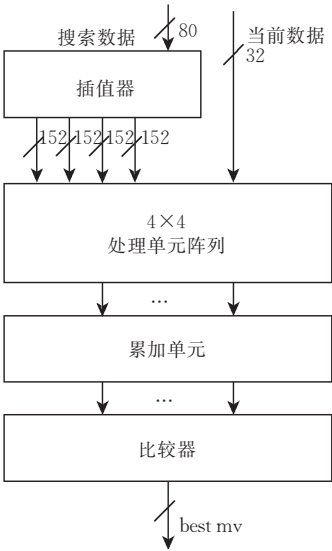 搜索数据
80
当前数据
32
插值器
152 152 152 152
4×4
处理单元阵列
...
累加单元
...
比较器
best mv